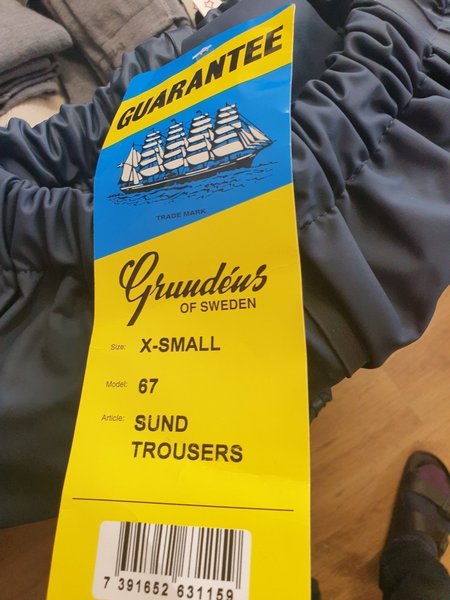 GUARANTEE
TRADE MARK
Grundéns
OF SWEDEN
Size: X-SMALL
Model: 67
Article: SUND
TROUSERS
7 391652 631159